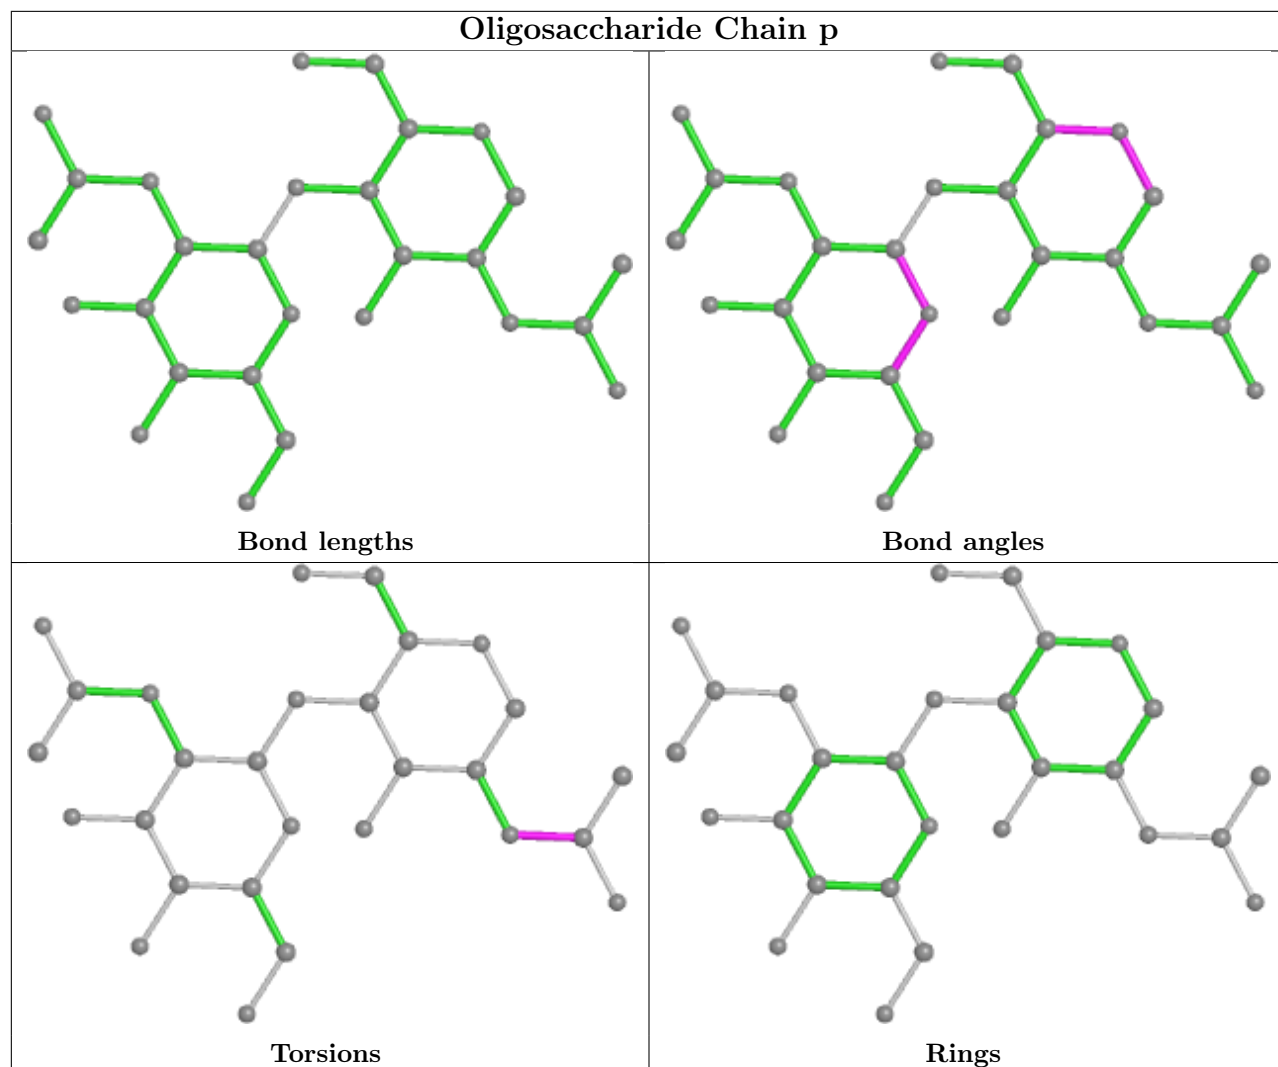 Oligosaccharide Chain p
Bond lengths
Bond angles
Torsions
Rings